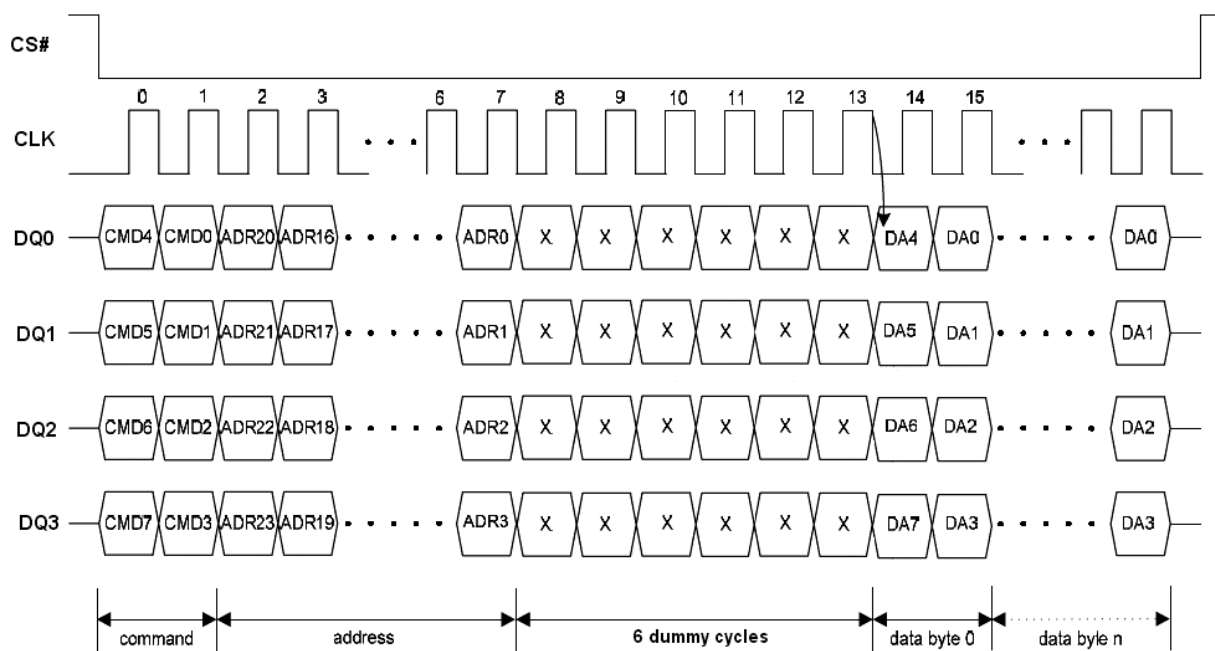 CS#
0 1 2 3 6 7 8 9 10 11 12 13 14 15
CLK
DQ0 CMD4 CMD0 ADR20 ADR16 ADR0 X X X X X X DA4 DA0 DA0
DQ1 CMD5 CMD1 ADR21 ADR17 ADR1 X X X X X X DA5 DA1 DA1
DQ2 CMD6 CMD2 ADR22 ADR18 ADR2 X X X X X X DA6 DA2 DA2
DQ3 CMD7 CMD3 ADR23 ADR19 ADR3 X X X X X X DA7 DA3 DA3
command address 6 dummy cycles data byte 0 data byte n